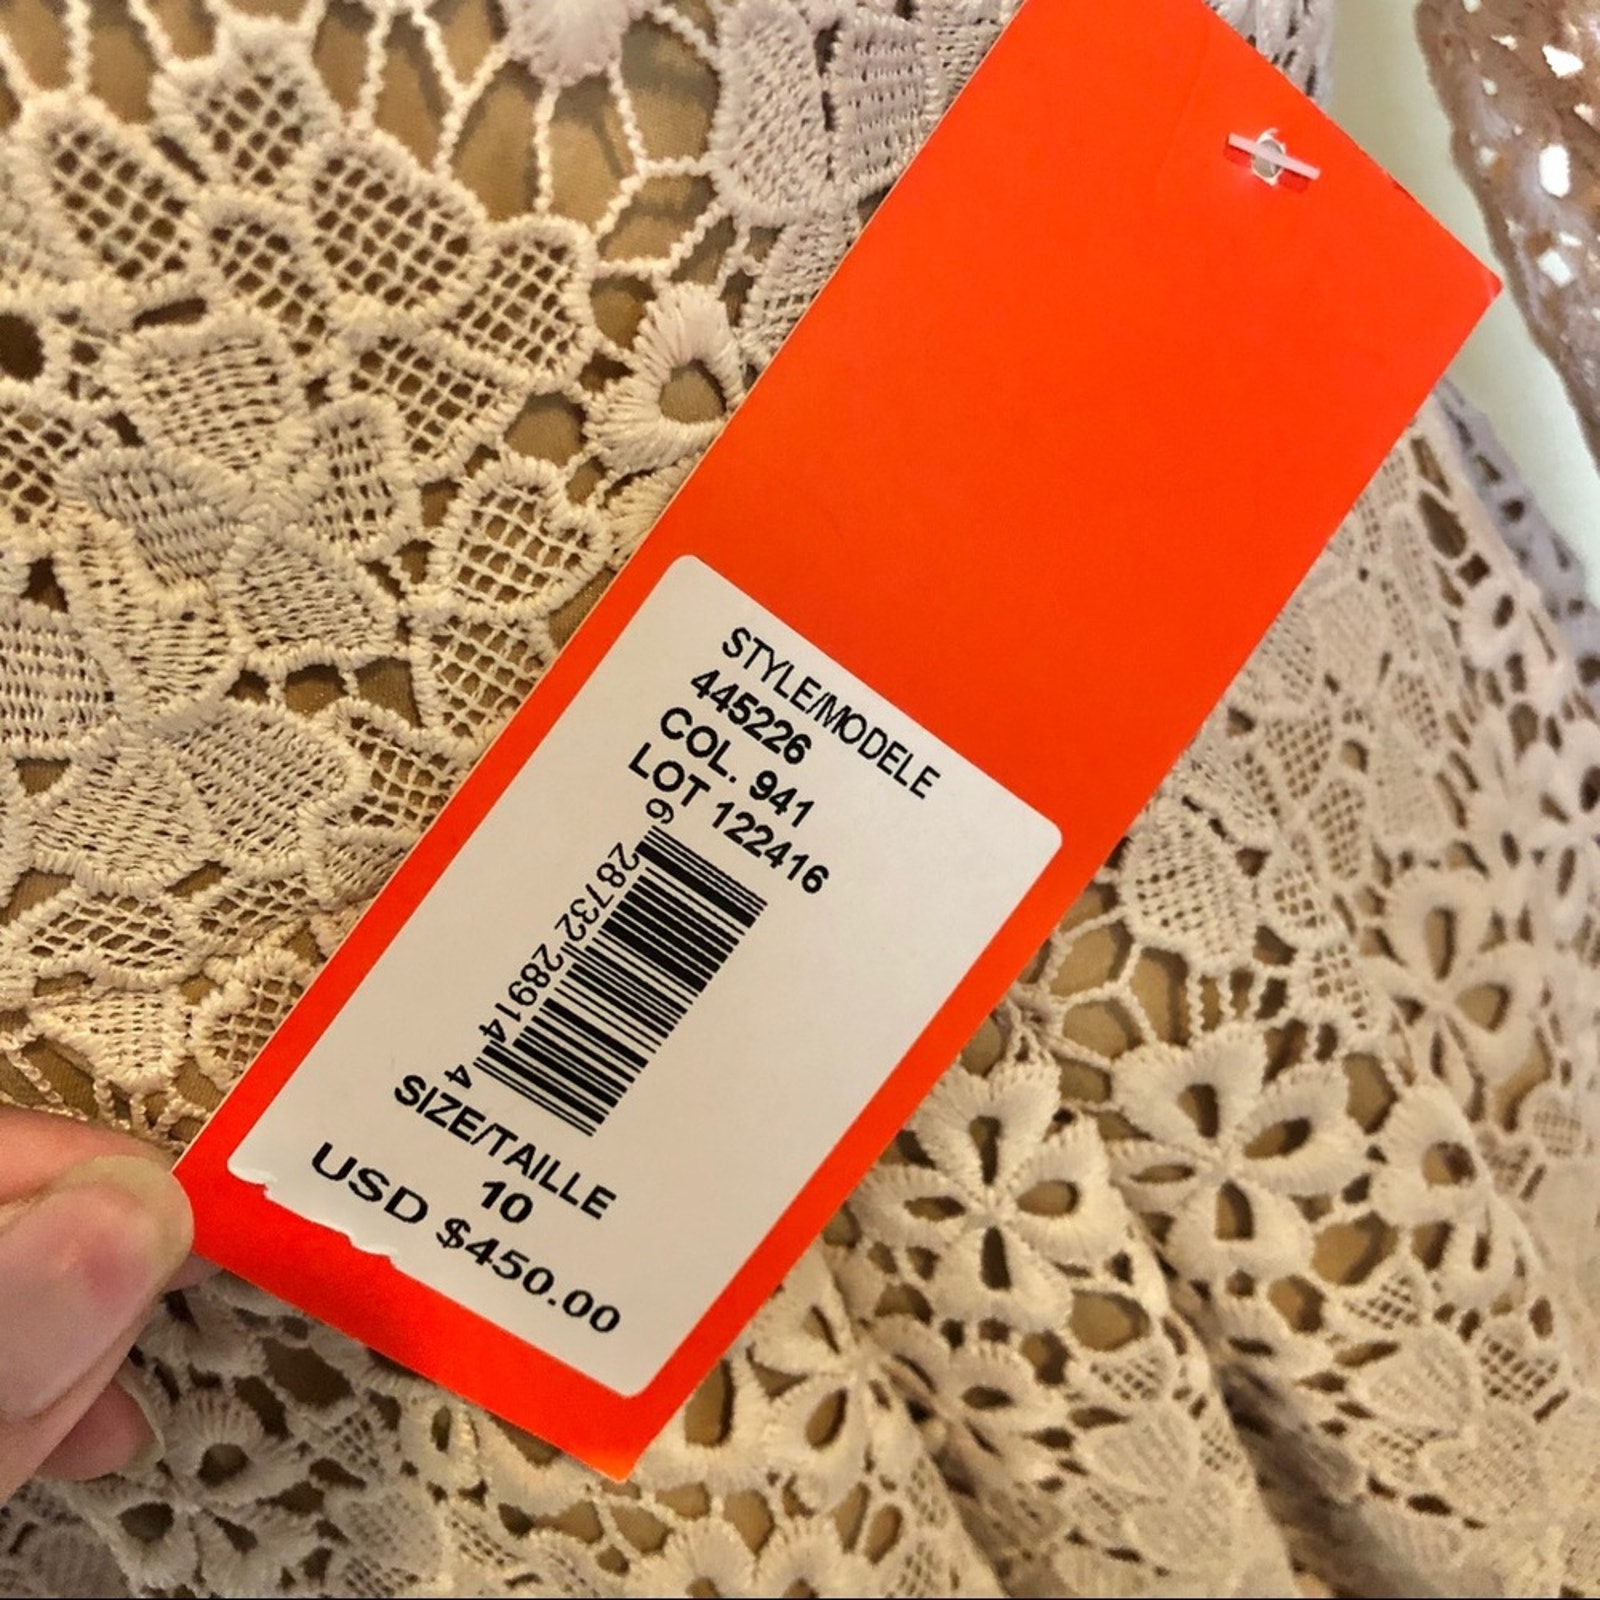 STYLE/MODELE
445226
COL. 941
LOT 122416
6 28732 28914 4
SIZE/TAILLE
10
USD $450.00